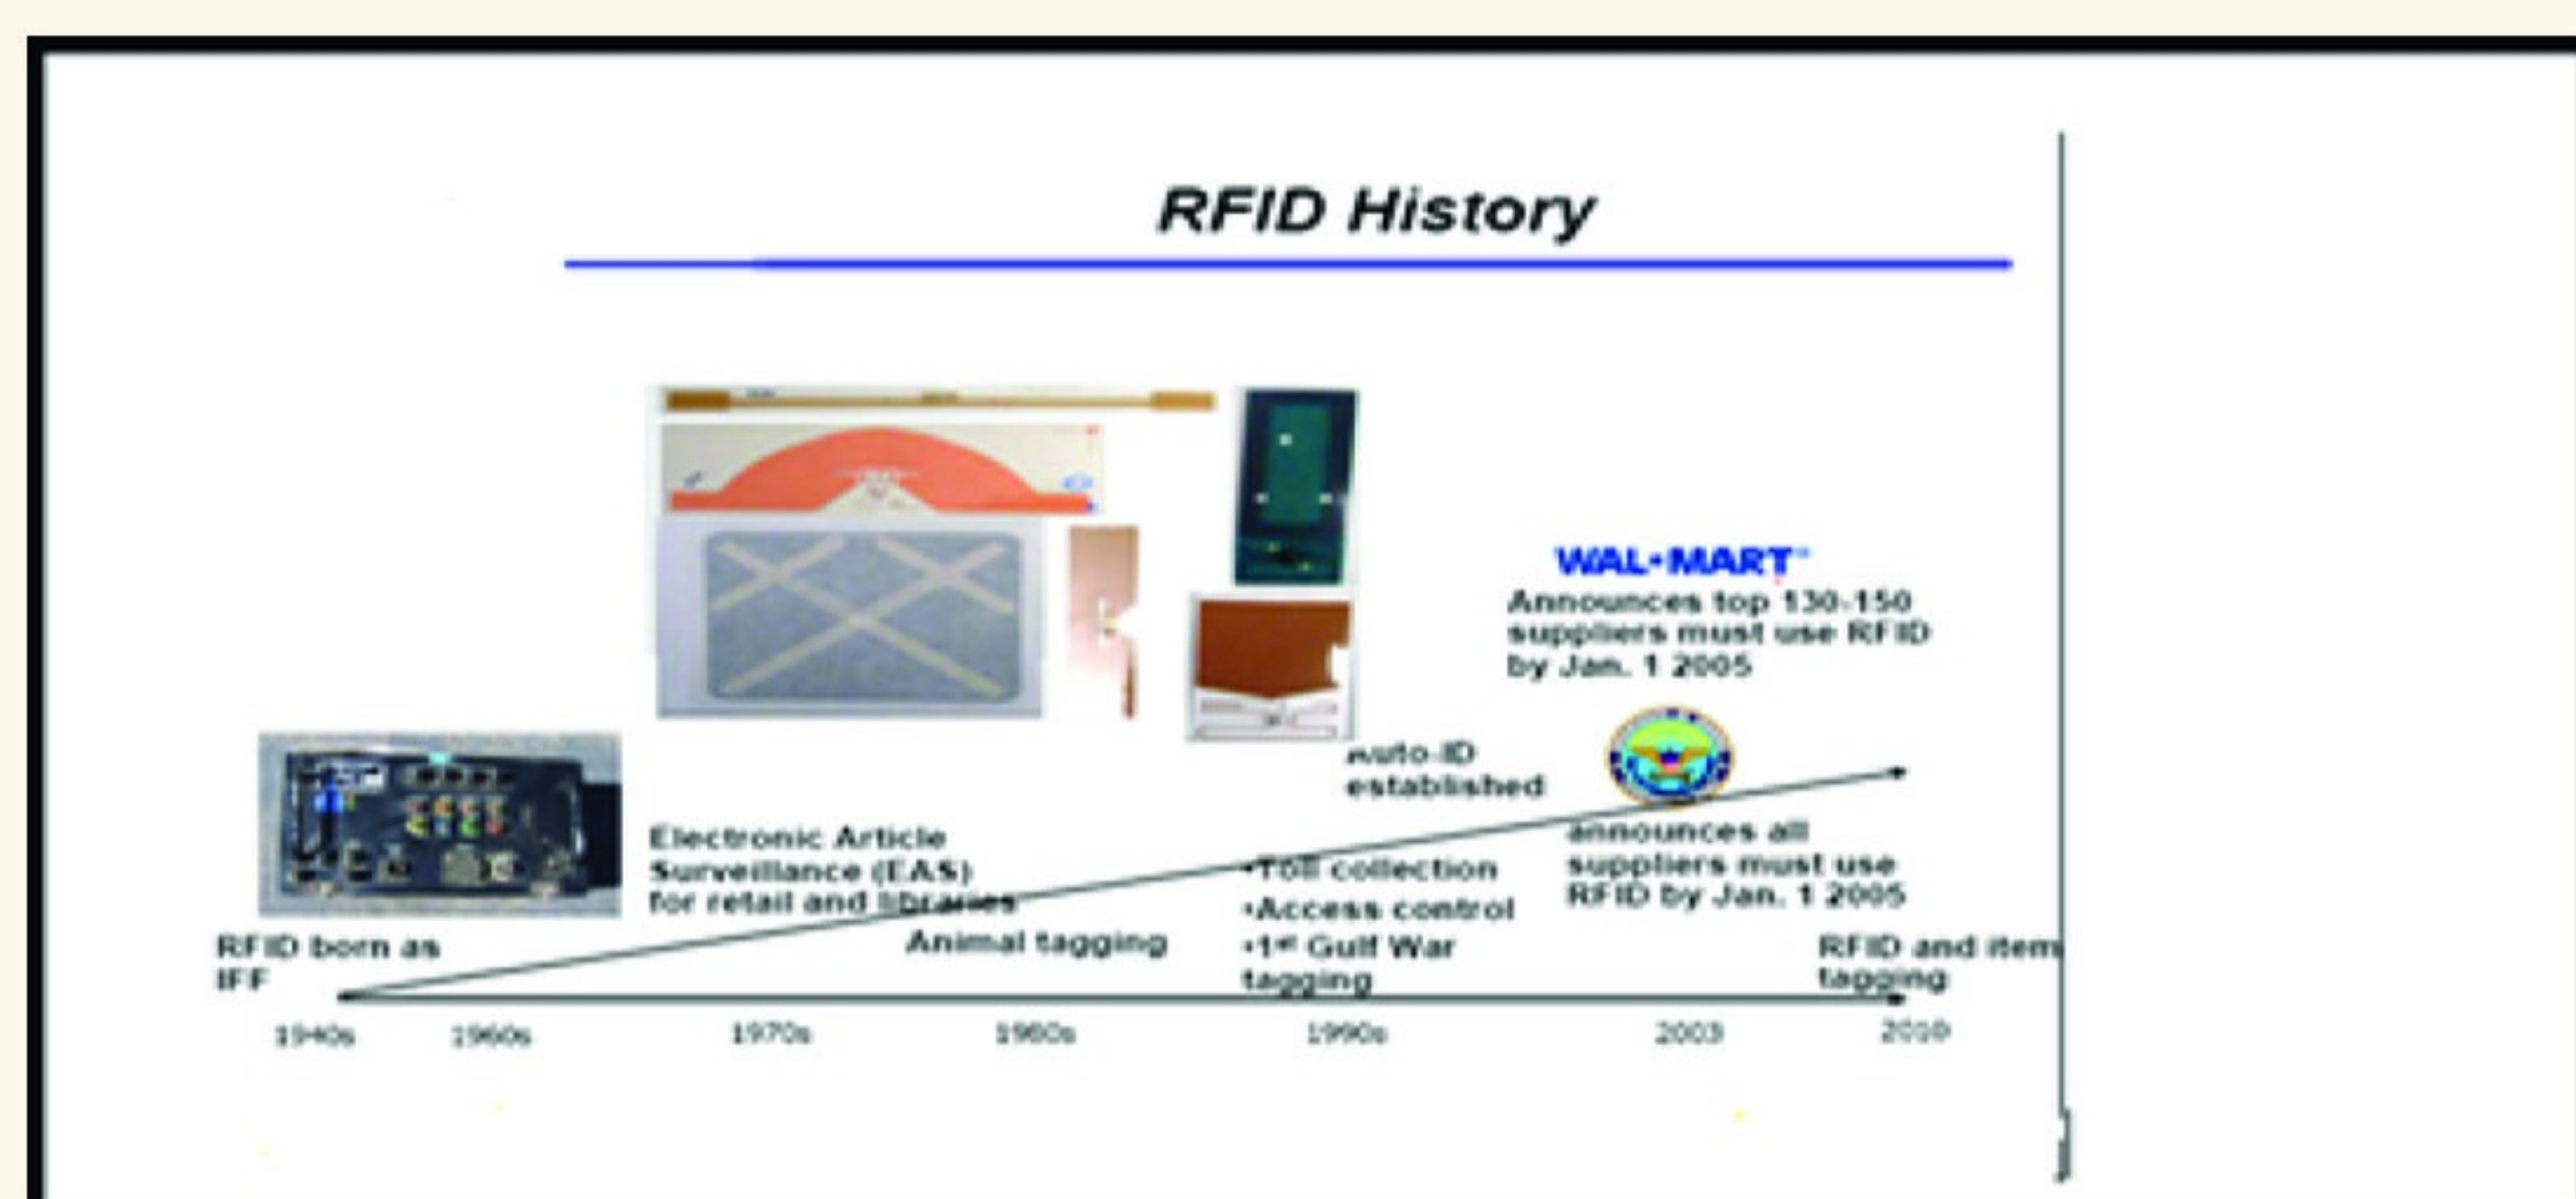 RFID History
WAL•MART
Announces top 130-150
suppliers must use RFID
by Jan. 1 2005
Auto-ID
established
announces all
suppliers must use
RFID by Jan. 1 2005
Electronic Article
Surveillance (EAS)
for retail and libraries
Animal tagging
•Toll collection
•Access control
•1st Gulf War
tagging
RFID born as
IFF
RFID and item
tagging
1940s 1960s 1970s 1980s 1990s 2003 2010